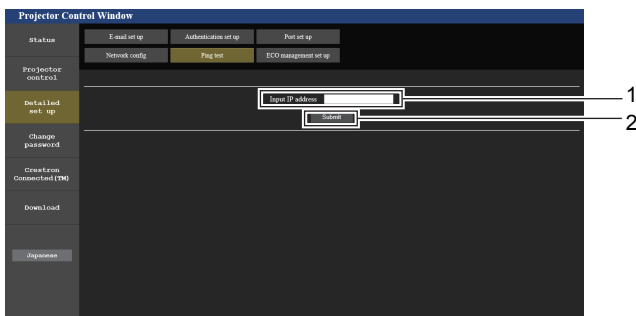 Projector Control Window
Status
E-mail set up
Authentication set up
Port set up
Network config
Ping test
ECO management set up
Projector
control
Detailed
set up
Change
password
Crestron
Connected(TM)
Download
Japanese
Input IP address
Submit
1
2